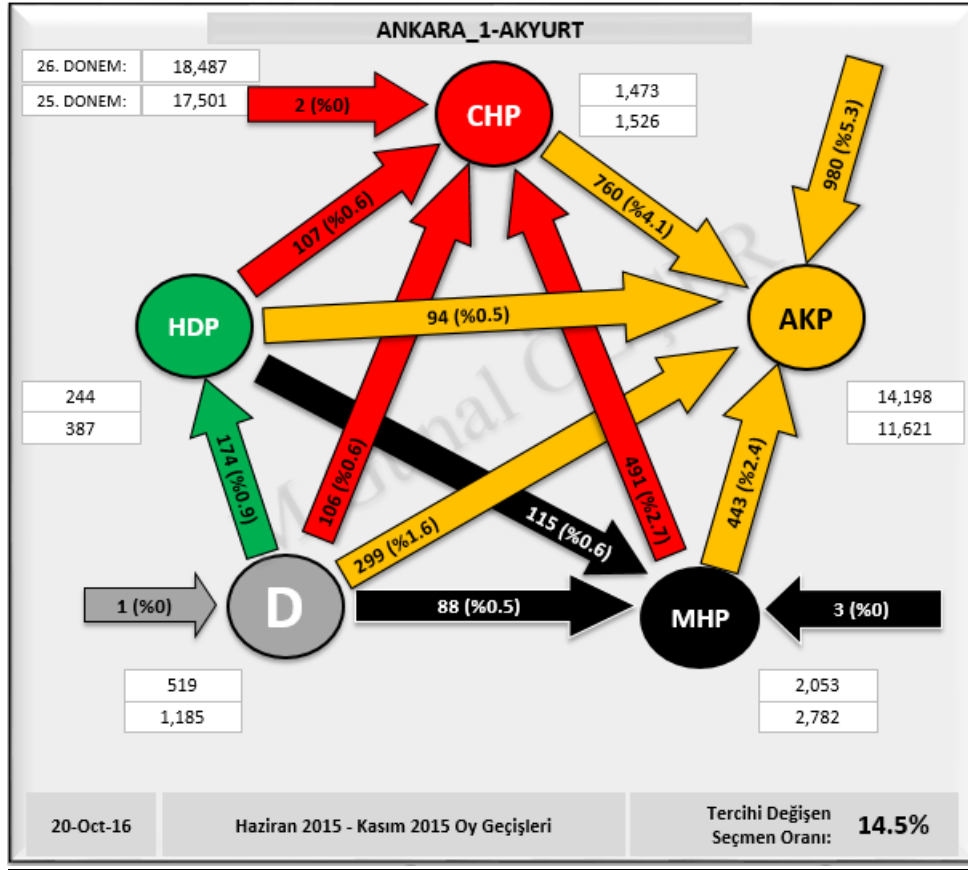 ANKARA_1-AKYURT
26. DONEM: 18,487
25. DONEM: 17,501
2 (%0)
CHP
1,473
1,526
980 (%5.3)
760 (%4.1)
107 (%0.6)
HDP
94 (%0.5)
AKP
244
387
14,198
11,621
174 (%0.9)
106 (%0.6)
299 (%1.6)
115 (%0.6)
491 (%2.7)
443 (%2.4)
1 (%0)
D
88 (%0.5)
MHP
3 (%0)
519
1,185
2,053
2,782
20-Oct-16
Haziran 2015 - Kasım 2015 Oy Geçişleri
Tercihi Değişen
Seçmen Oranı: 14.5%